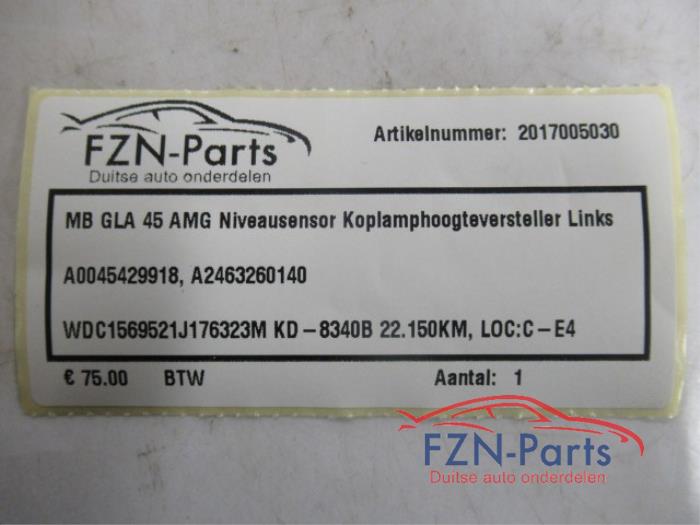 FZN-Parts
Duitse auto onderdelen
Artikelnummer: 2017005030
MB GLA 45 AMG Niveausensor Koplamphoogteversteller Links
A0045429918, A2463260140
WDC1569521J176323M KD-8340B 22.150KM, LOC:C-E4
€ 75.00 BTW Aantal: 1
FZN-Parts
Duitse auto onderdelen